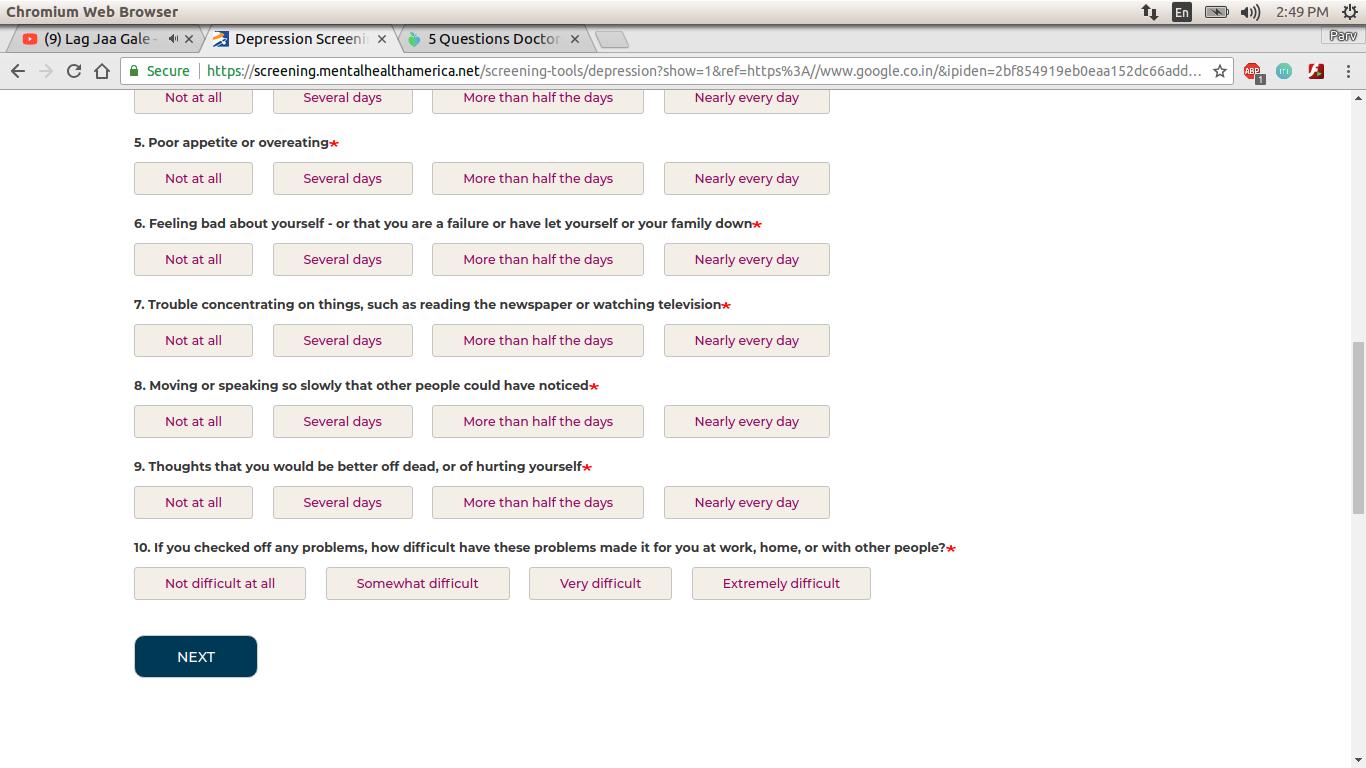 Chromium Web Browser
En
2:49 PM
(9) Lag Jaa Gale -
Depression Screeni
5 Questions Doctor
Parv
Secure
https://screening.mentalhealthamerica.net/screening-tools/depression?show=1&ref=https%3A//www.google.co.in/&ipiden=2bf854919eb0eaa152dc66add...
ABP
1
Not at all Several days More than half the days Nearly every day
5. Poor appetite or overeating*
Not at all Several days More than half the days Nearly every day
6. Feeling bad about yourself - or that you are a failure or have let yourself or your family down*
Not at all Several days More than half the days Nearly every day
7. Trouble concentrating on things, such as reading the newspaper or watching television*
Not at all Several days More than half the days Nearly every day
8. Moving or speaking so slowly that other people could have noticed*
Not at all Several days More than half the days Nearly every day
9. Thoughts that you would be better off dead, or of hurting yourself*
Not at all Several days More than half the days Nearly every day
10. If you checked off any problems, how difficult have these problems made it for you at work, home, or with other people?*
Not difficult at all Somewhat difficult Very difficult Extremely difficult
NEXT